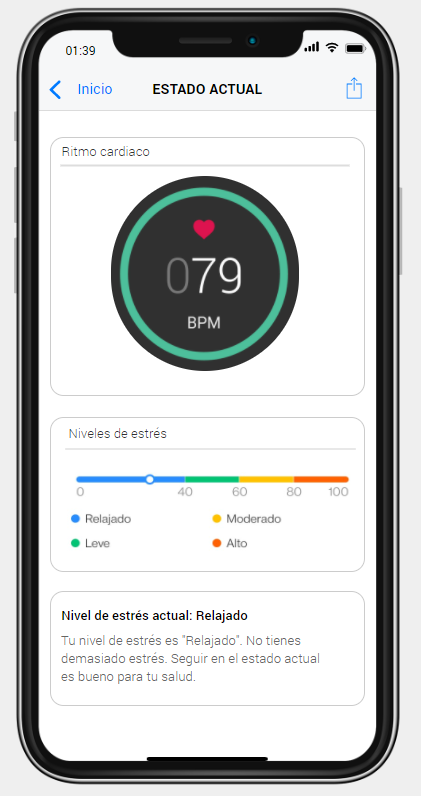 01:39
Inicio ESTADO ACTUAL
Ritmo cardiaco
079
BPM
Niveles de estrés
0 40 60 80 100
Relajado Moderado
Leve Alto
Nivel de estrés actual: Relajado
Tu nivel de estrés es "Relajado". No tienes
demasiado estrés. Seguir en el estado actual
es bueno para tu salud.